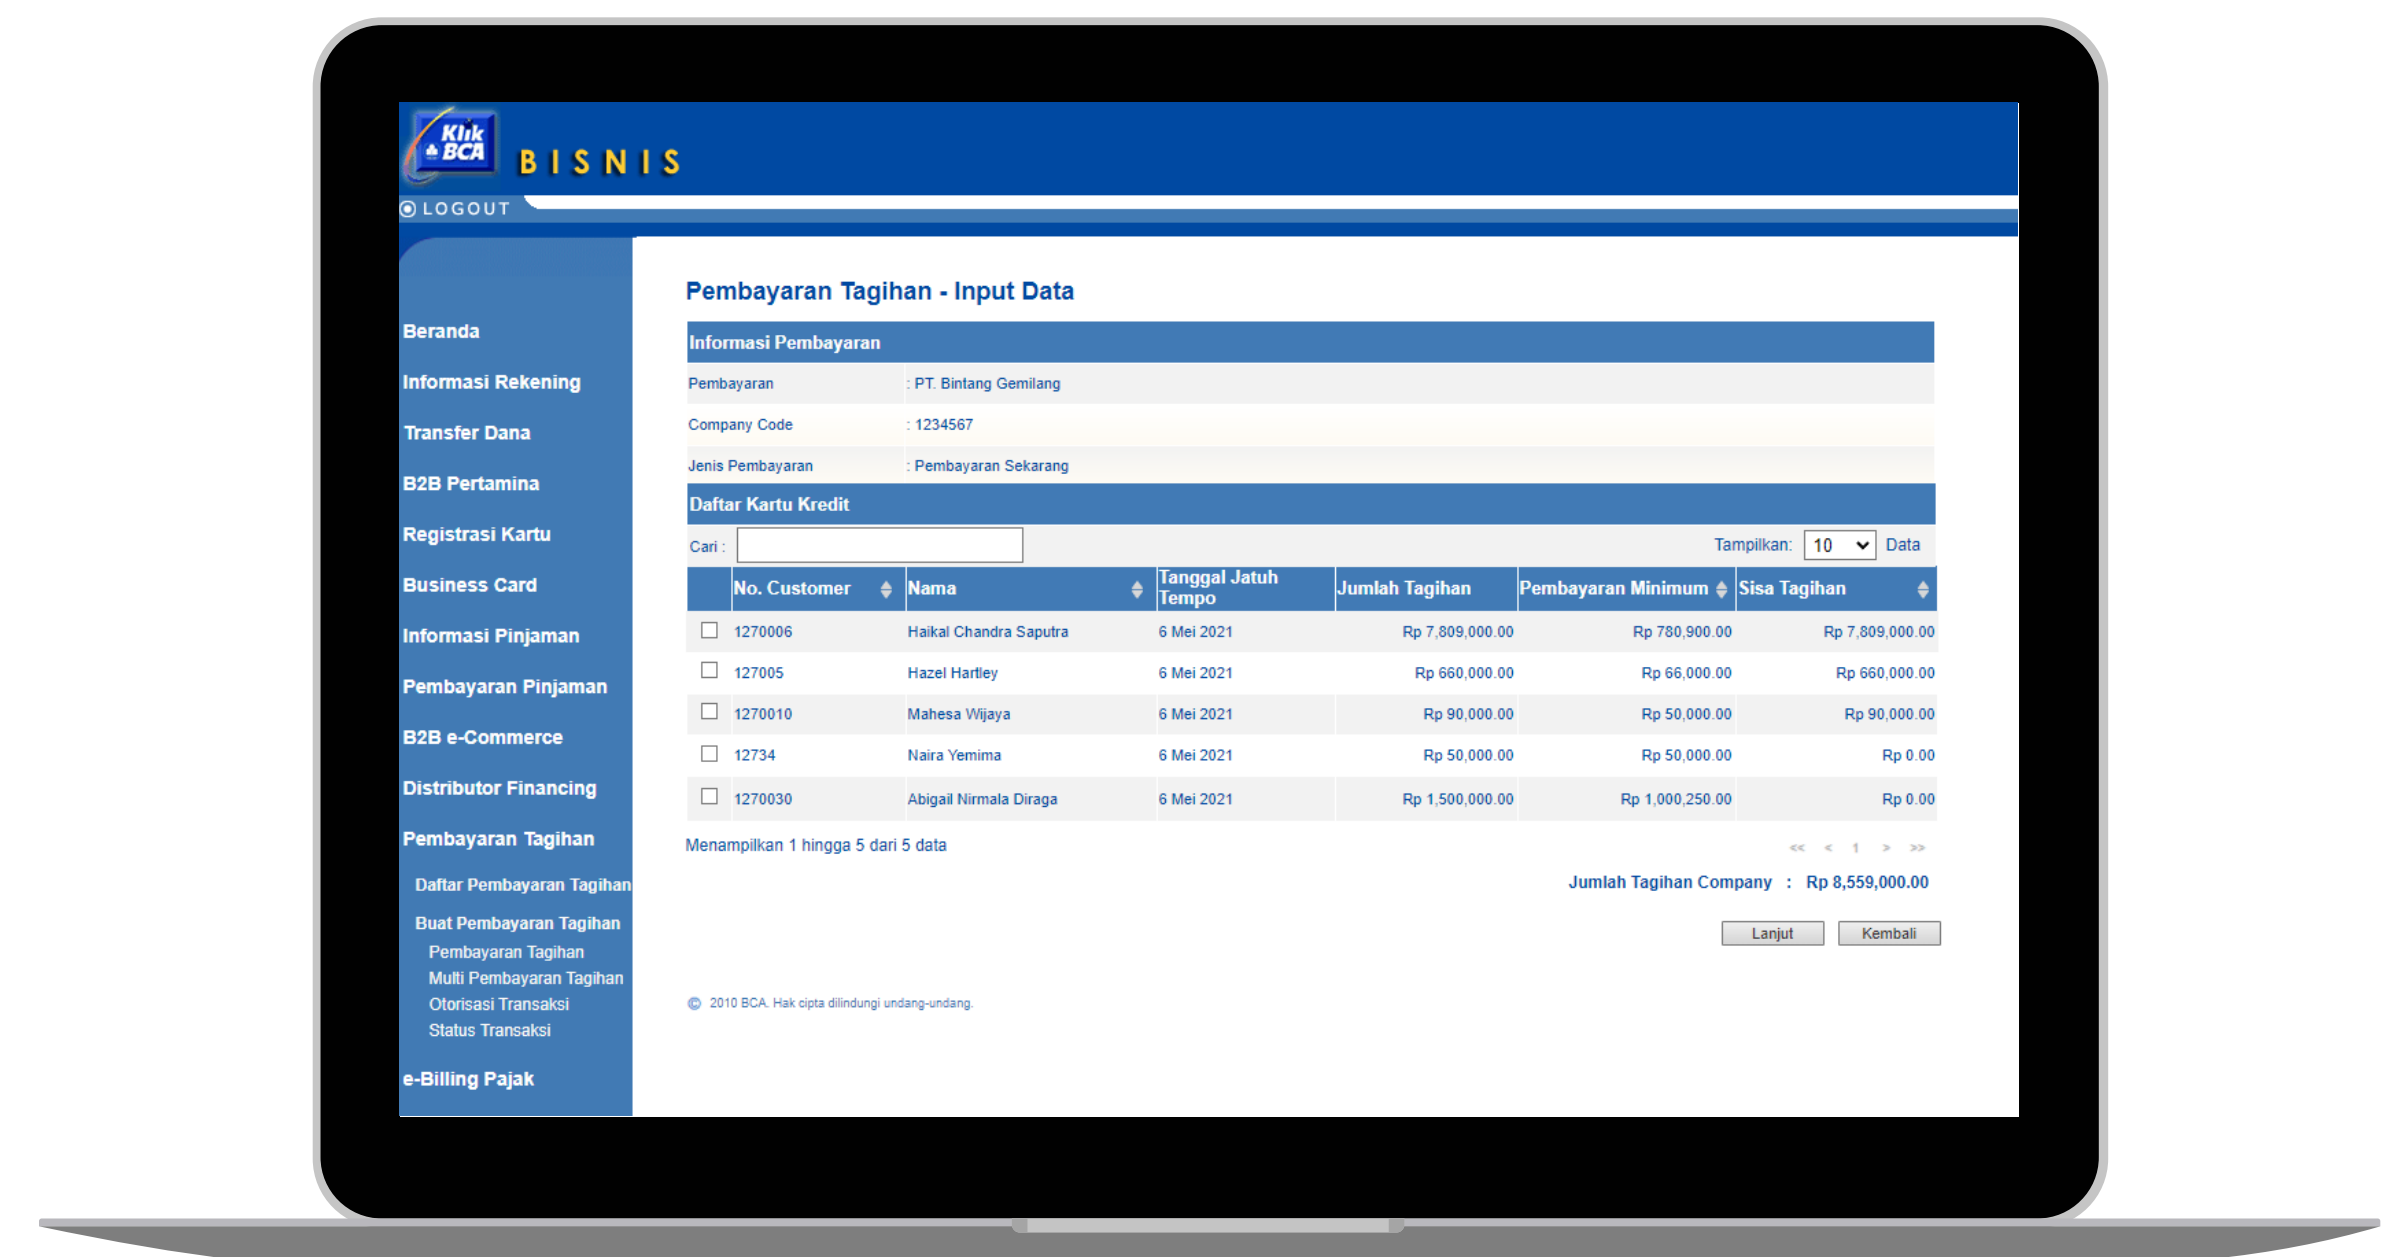 Klik
BCA
BISNIS
LOGOUT
Beranda
Informasi Rekening
Transfer Dana
B2B Pertamina
Registrasi Kartu
Business Card
Informasi Pinjaman
Pembayaran Pinjaman
B2B e-Commerce
Distributor Financing
Pembayaran Tagihan
Daftar Pembayaran Tagihan
Buat Pembayaran Tagihan
Pembayaran Tagihan
Multi Pembayaran Tagihan
Otorisasi Transaksi
Status Transaksi
e-Billing Pajak
Pembayaran Tagihan - Input Data
Informasi Pembayaran
Pembayaran : PT. Bintang Gemilang
Company Code : 1234567
Jenis Pembayaran : Pembayaran Sekarang
Daftar Kartu Kredit
Cari : Tampilkan: 10 Data
No. Customer Nama Tanggal Jatuh Tempo Jumlah Tagihan Pembayaran Minimum Sisa Tagihan
1270006 Haikal Chandra Saputra 6 Mei 2021 Rp 7,809,000.00 Rp 780,900.00 Rp 7,809,000.00
127005 Hazel Hartley 6 Mei 2021 Rp 660,000.00 Rp 66,000.00 Rp 660,000.00
1270010 Mahesa Wijaya 6 Mei 2021 Rp 90,000.00 Rp 50,000.00 Rp 90,000.00
12734 Naira Yemima 6 Mei 2021 Rp 50,000.00 Rp 50,000.00 Rp 0.00
1270030 Abigail Nirmala Diraga 6 Mei 2021 Rp 1,500,000.00 Rp 1,000,250.00 Rp 0.00
Menampilkan 1 hingga 5 dari 5 data << < 1 > >>
Jumlah Tagihan Company : Rp 8,559,000.00
Lanjut Kembali
© 2010 BCA. Hak cipta dilindungi undang-undang.